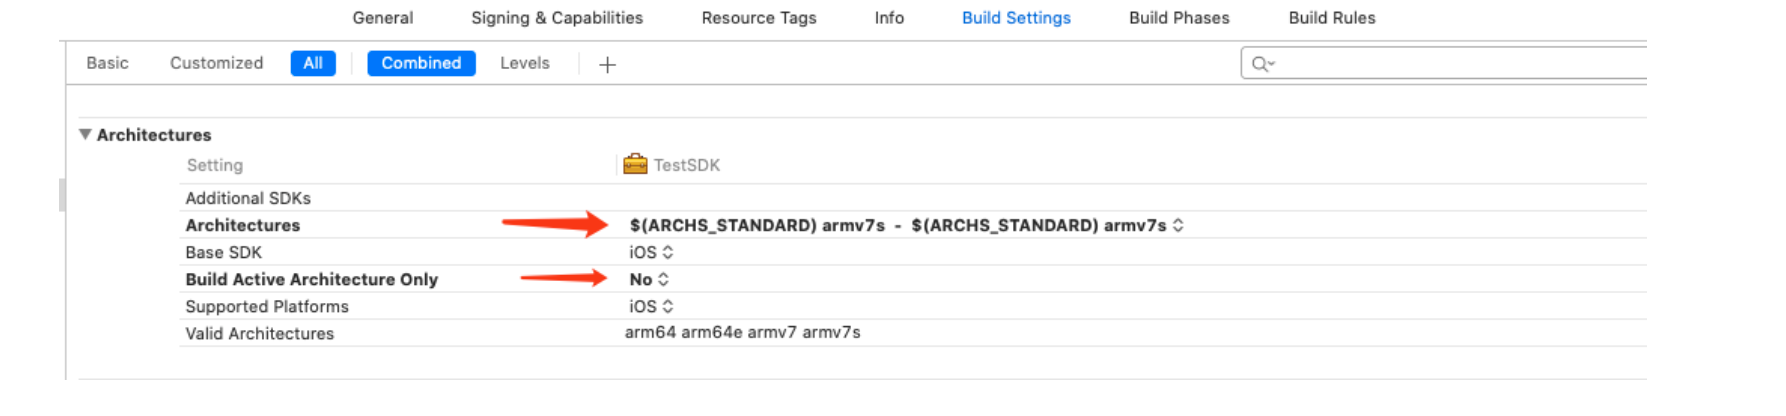 General Signing & Capabilities Resource Tags Info Build Settings Build Phases Build Rules
Basic Customized All Combined Levels +
Architectures
Setting TestSDK
Additional SDKs
Architectures $(ARCHS_STANDARD) armv7s - $(ARCHS_STANDARD) armv7s
Base SDK iOS
Build Active Architecture Only No
Supported Platforms iOS
Valid Architectures arm64 arm64e armv7 armv7s